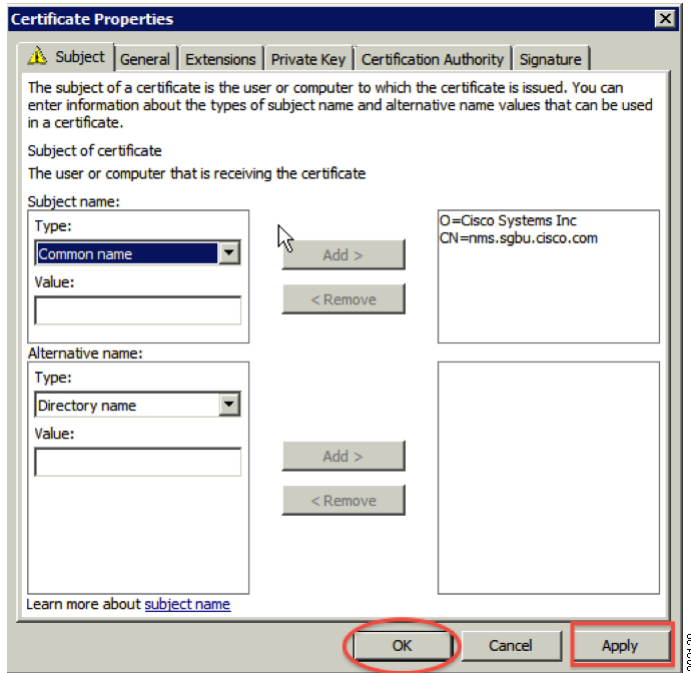 Certificate Properties
Subject
General
Extensions
Private Key
Certification Authority
Signature
The subject of a certificate is the user or computer to which the certificate is issued. You can
enter information about the types of subject name and alternative name values that can be used
in a certificate.
Subject of certificate
The user or computer that is receiving the certificate
Subject name:
Type:
Common name
Value:
Add >
< Remove
O=Cisco Systems Inc
CN=nms.sgbu.cisco.com
Alternative name:
Type:
Directory name
Value:
Add >
< Remove
Learn more about subject name
OK
Cancel
Apply